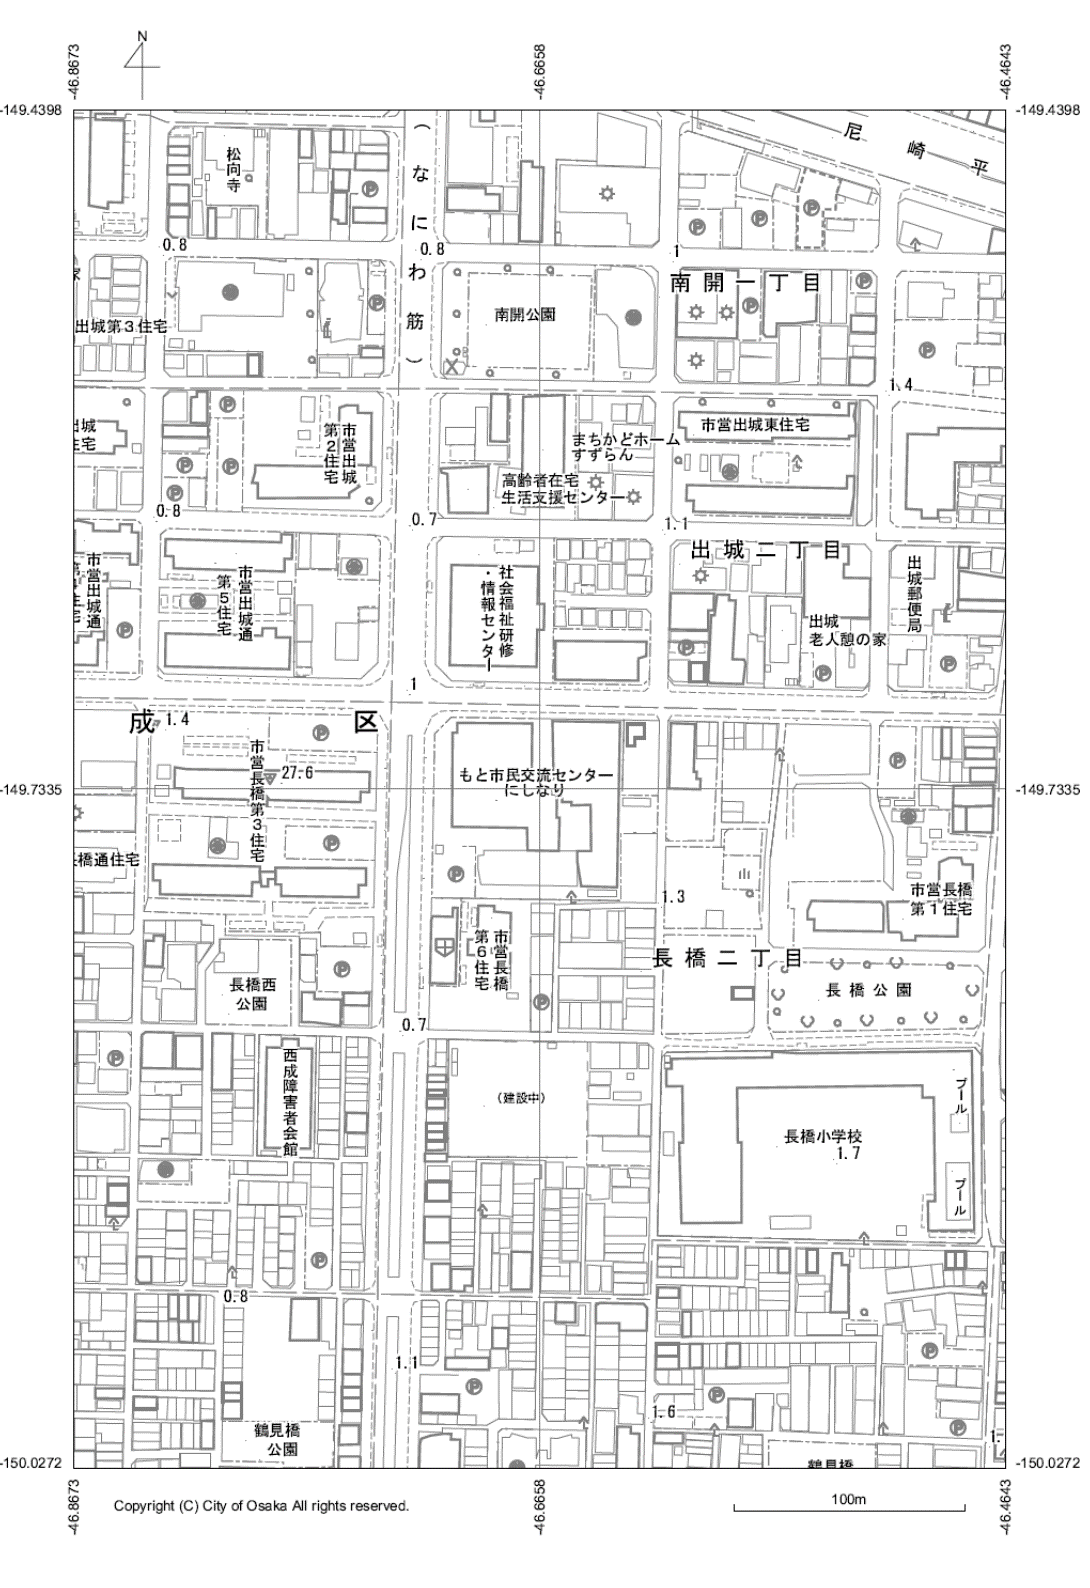 N
-46.8673
-46.6658
-46.4643
-149.4398
-149.4398
尼崎平
松向寺
(なにわ筋)
0.8
0.8
1
南開一丁目
出城第3住宅
南開公園
1.4
出城
住宅
市営出城
第2住宅
まちかどホーム
すずらん
市営出城東住宅
高齢者在宅
生活支援センター
0.8
0.7
1.1
出城二丁目
市営出城通
市営出城通
第5住宅
社会福祉研修
・情報センター
出城郵便局
出城
老人憩の家
1
成区
1.4
27.6
市営長橋第3住宅
もと市民交流センター
にしなり
-149.7335
-149.7335
長橋通住宅
市営長橋
第1住宅
1.3
市営長橋
第6住宅
長橋二丁目
長橋西
公園
長橋公園
0.7
西成障害者会館
(建設中)
プール
長橋小学校
1.7
プール
0.8
1.1
1.6
鶴見橋
公園
鶴見橋
1.
-150.0272
-150.0272
-46.8673
-46.6658
-46.4643
Copyright (C) City of Osaka All rights reserved.
100m